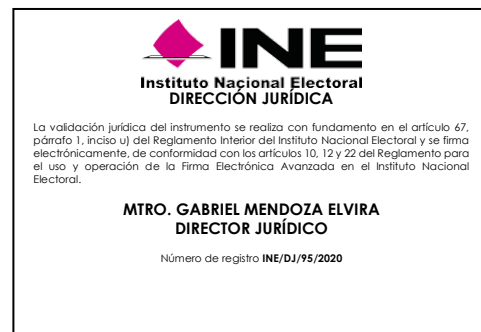 INE
Instituto Nacional Electoral
DIRECCIÓN JURÍDICA
La validación jurídica del instrumento se realiza con fundamento en el artículo 67,
párrafo 1, inciso u) del Reglamento Interior del Instituto Nacional Electoral y se firma
electrónicamente, de conformidad con los artículos 10, 12 y 22 del Reglamento para
el uso y operación de la Firma Electrónica Avanzada en el Instituto Nacional
Electoral.
MTRO. GABRIEL MENDOZA ELVIRA
DIRECTOR JURÍDICO
Número de registro INE/DJ/95/2020